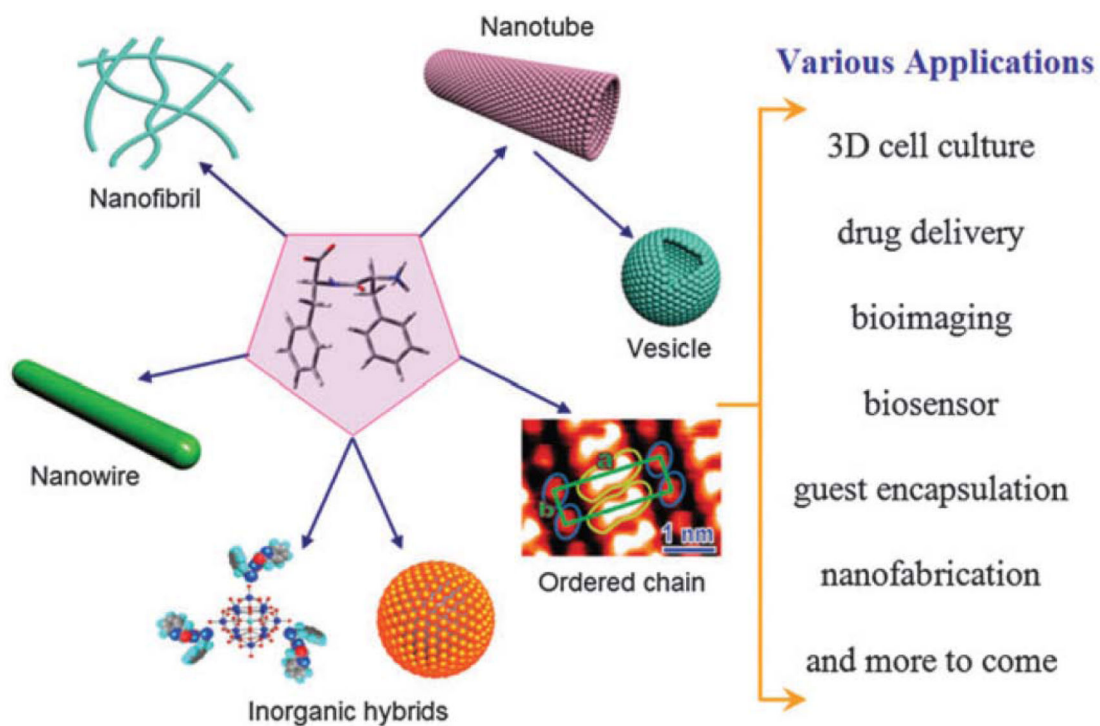 Nanotube
Various Applications
3D cell culture
Nanofibril
drug delivery
bioimaging
Vesicle
biosensor
a
b
1 nm
Nanowire
guest encapsulation
Ordered chain
nanofabrication
and more to come
Inorganic hybrids